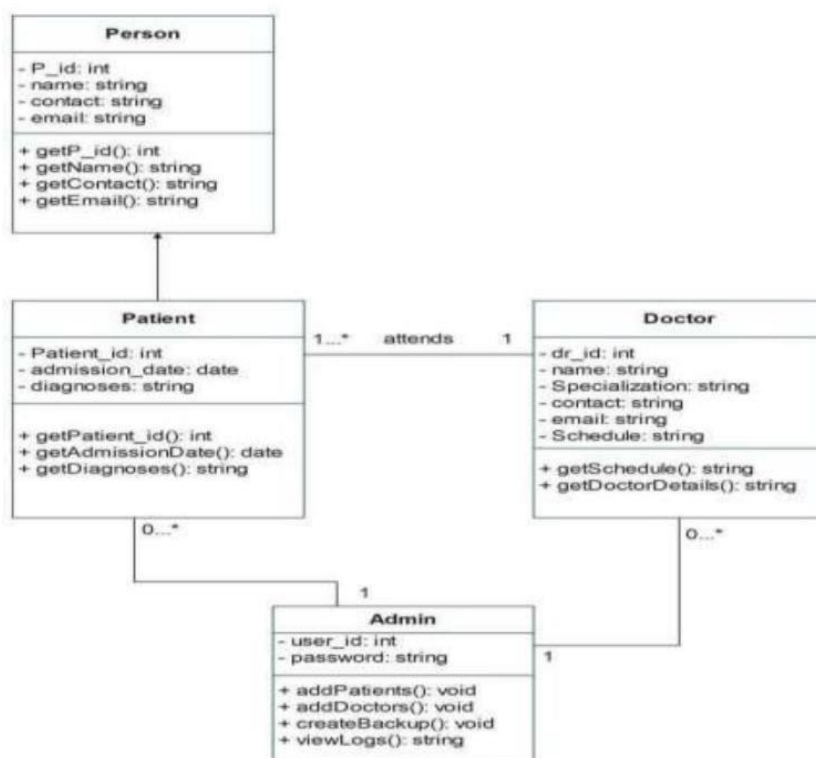 Person
- P_id: int
- name: string
- contact: string
- email: string
+ getP_id(): int
+ getName(): string
+ getContact(): string
+ getEmail(): string
Patient
- Patient_id: int
- admission_date: date
- diagnoses: string
+ getPatient_id(): int
+ getAdmissionDate(): date
+ getDiagnoses(): string
1...* attends 1
Doctor
- dr_id: int
- name: string
- Specialization: string
- contact: string
- email: string
- Schedule: string
+ getSchedule(): string
+ getDoctorDetails(): string
0...*
0...*
1
1
Admin
- user_id: int
- password: string
+ addPatients(): void
+ addDoctors(): void
+ createBackup(): void
+ viewLogs(): string